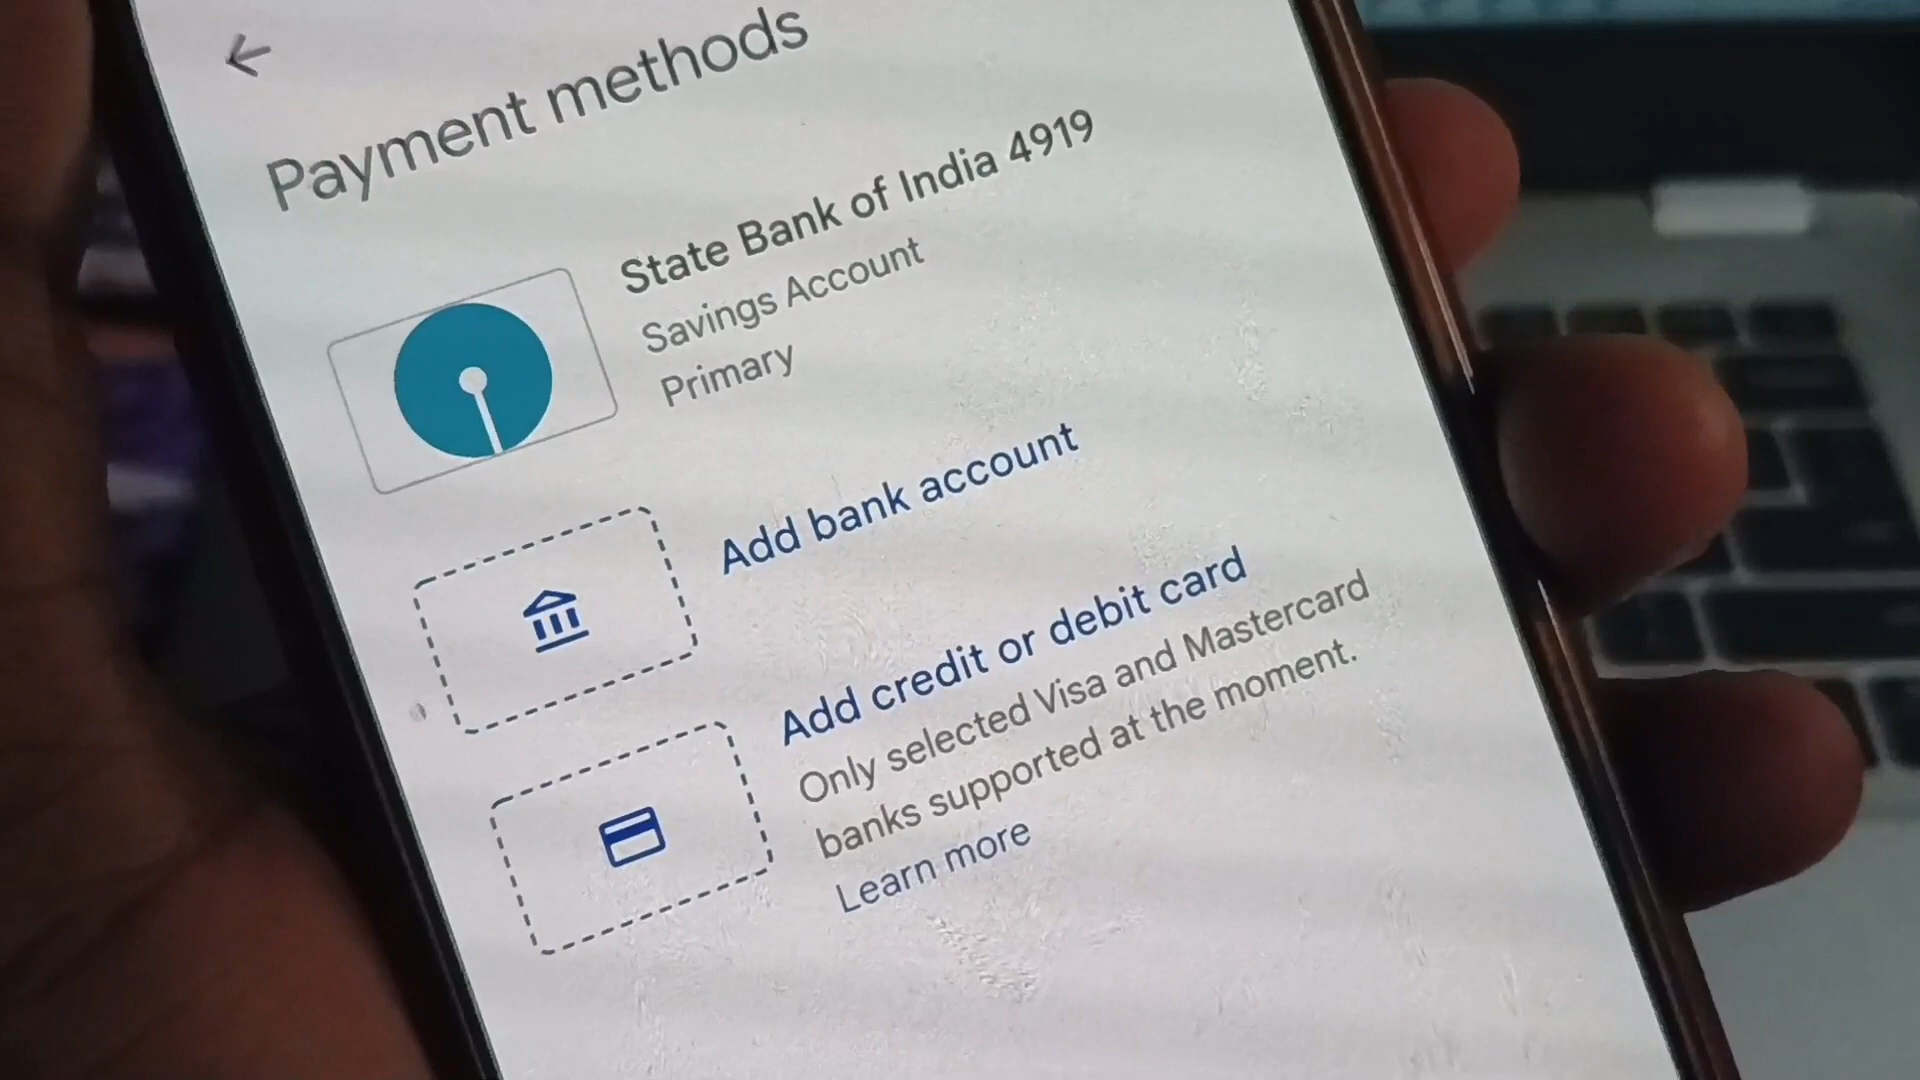 Payment methods
State Bank of India 4919
Savings Account
Primary
Add bank account
Add credit or debit card
Only selected Visa and Mastercard
banks supported at the moment.
Learn more